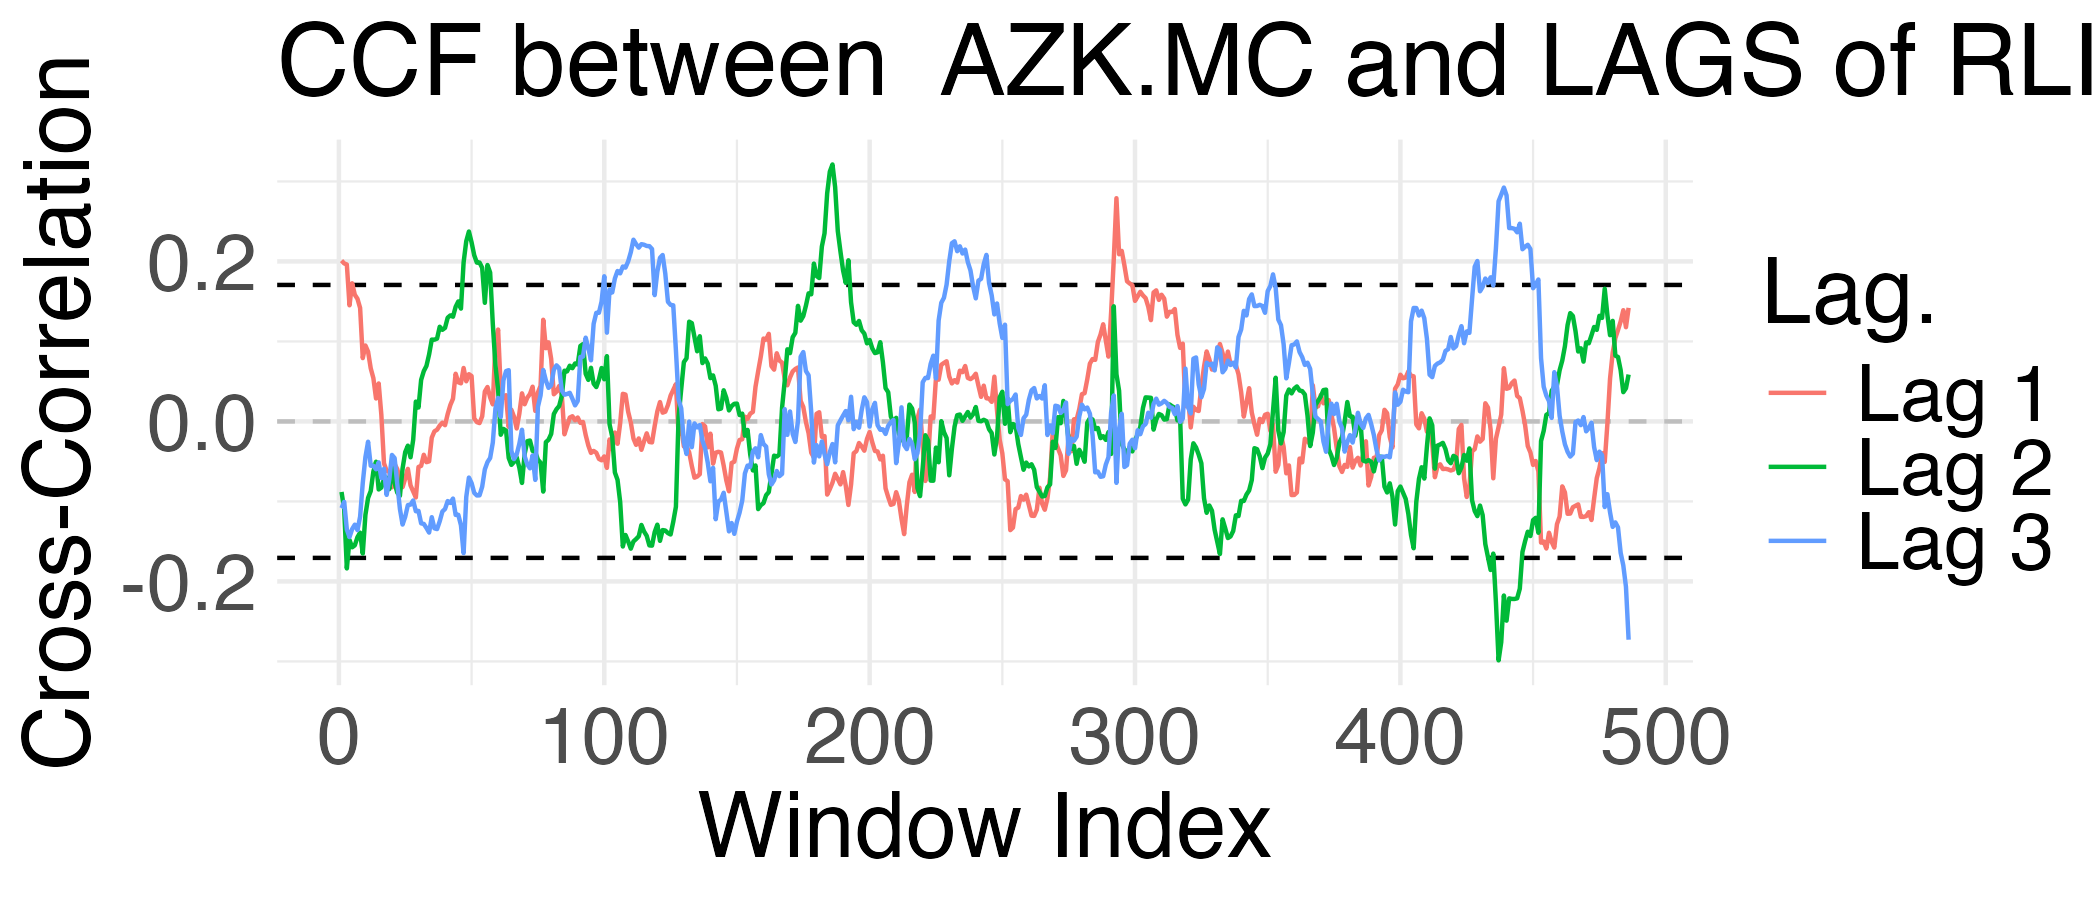 CCF between AZK.MC and LAGS of RLI
Cross-Correlation
0.2
0.0
-0.2
0
100
200
300
400
500
Window Index
Lag.
Lag 1
Lag 2
Lag 3